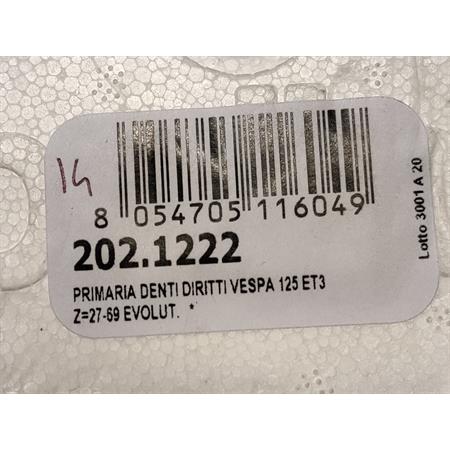 14
8 054705 116049
202.1222
PRIMARIA DENTI DIRITTI VESPA 125 ET3
Z=27-69 EVOLUT. *
Lotto 3001 A 20